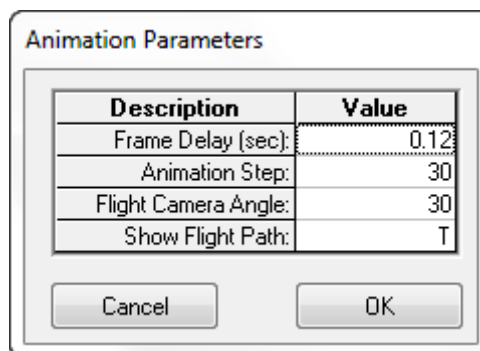 Animation Parameters
Description Value
Frame Delay (sec): 0.12
Animation Step: 30
Flight Camera Angle: 30
Show Flight Path: T
Cancel OK